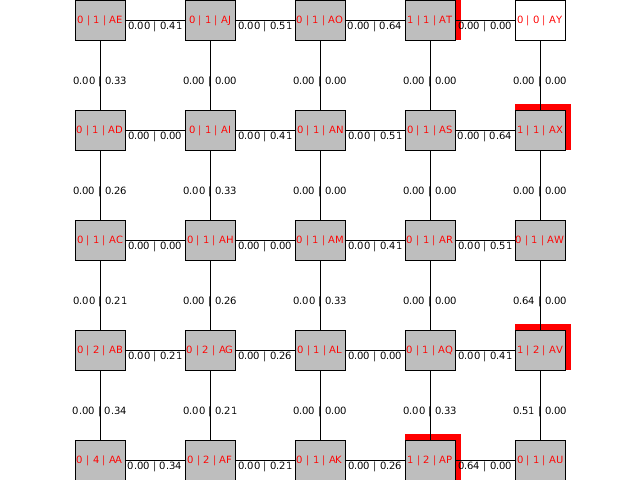 0 | 1 | AE 0.00 | 0.41 0 | 1 | AJ 0.00 | 0.51 0 | 1 | AO 0.00 | 0.64 1 | 1 | AT 0.00 | 0.00 0 | 0 | AY
0.00 | 0.33 0.00 | 0.00 0.00 | 0.00 0.00 | 0.00 0.00 | 0.00
0 | 1 | AD 0.00 | 0.00 0 | 1 | AI 0.00 | 0.41 0 | 1 | AN 0.00 | 0.51 0 | 1 | AS 0.00 | 0.64 1 | 1 | AX
0.00 | 0.26 0.00 | 0.33 0.00 | 0.00 0.00 | 0.00 0.00 | 0.00
0 | 1 | AC 0.00 | 0.00 0 | 1 | AH 0.00 | 0.00 0 | 1 | AM 0.00 | 0.41 0 | 1 | AR 0.00 | 0.51 0 | 1 | AW
0.00 | 0.21 0.00 | 0.26 0.00 | 0.33 0.00 | 0.00 0.64 | 0.00
0 | 2 | AB 0.00 | 0.21 0 | 2 | AG 0.00 | 0.26 0 | 1 | AL 0.00 | 0.00 0 | 1 | AQ 0.00 | 0.41 1 | 2 | AV
0.00 | 0.34 0.00 | 0.21 0.00 | 0.00 0.00 | 0.33 0.51 | 0.00
0 | 4 | AA 0.00 | 0.34 0 | 2 | AF 0.00 | 0.21 0 | 1 | AK 0.00 | 0.26 1 | 2 | AP 0.64 | 0.00 0 | 1 | AU